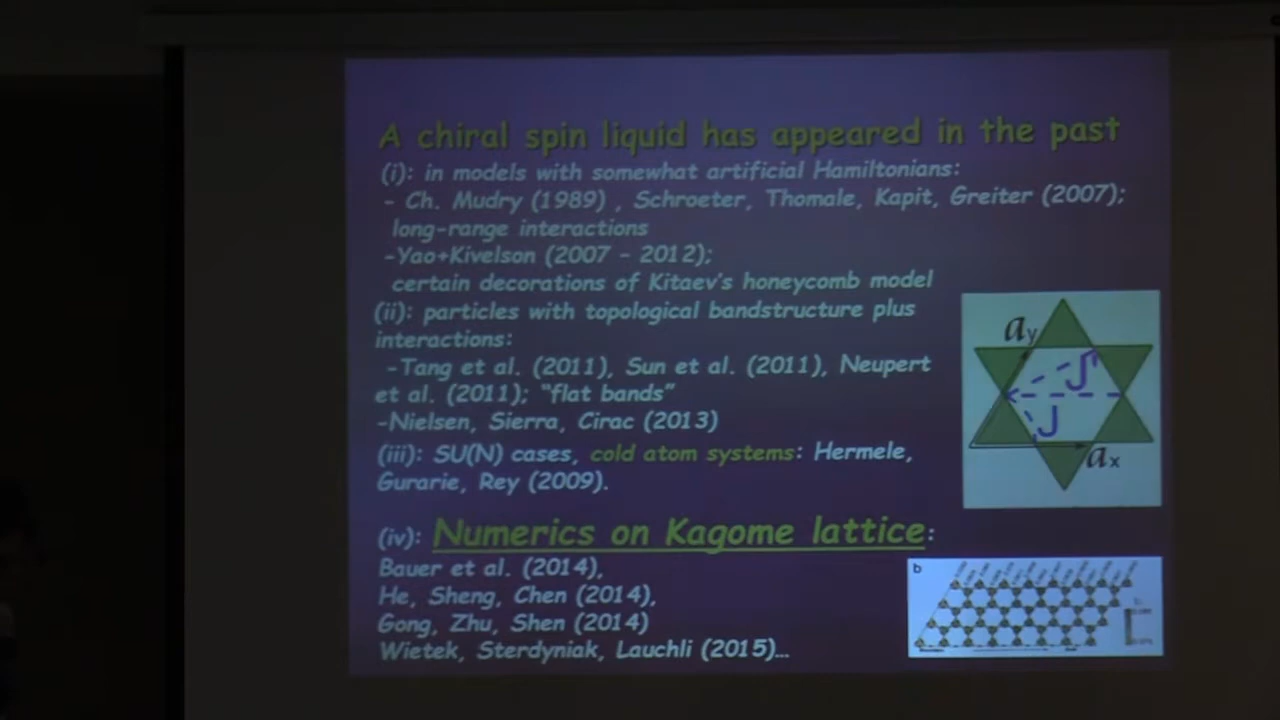 A chiral spin liquid has appeared in the past
(i): in models with somewhat artificial Hamiltonians:
- Ch. Mudry (1989) , Schroeter, Thomale, Kapit, Greiter (2007);
long-range interactions
-Yao+Kivelson (2007 - 2012);
certain decorations of Kitaev's honeycomb model
(ii): particles with topological bandstructure plus
interactions:
-Tang et al. (2011), Sun et al. (2011), Neupert
et al. (2011); "flat bands"
-Nielsen, Sierra, Cirac (2013)
(iii): SU(N) cases, cold atom systems: Hermele,
Gurarie, Rey (2009).
(iv): Numerics on Kagome lattice:
Bauer et al. (2014),
He, Sheng, Chen (2014),
Gong, Zhu, Shen (2014)
Wietek, Sterdyniak, Lauchli (2015)...
ay
J'
J
ax
b